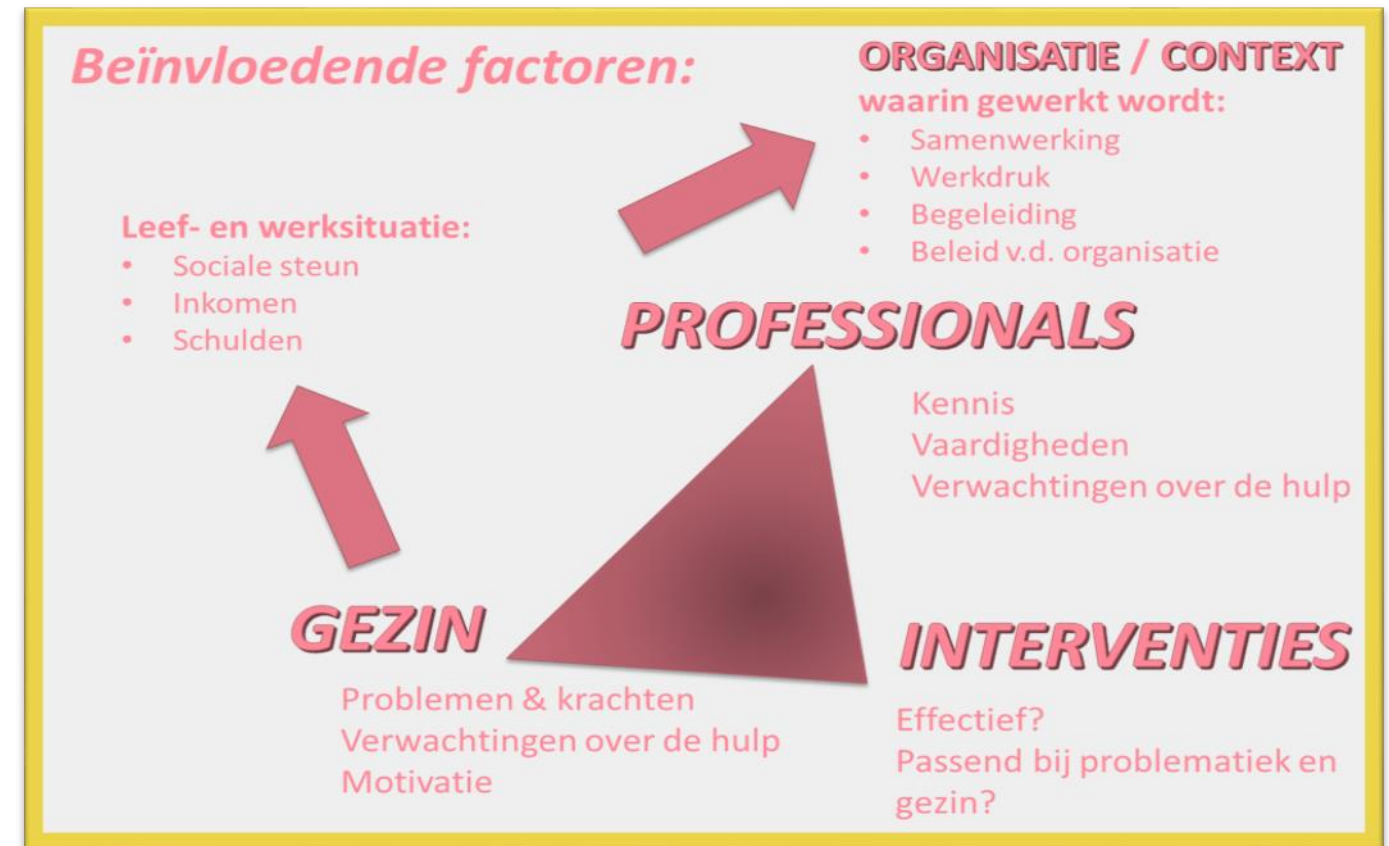 Beïnvloedende factoren:
ORGANISATIE / CONTEXT
waarin gewerkt wordt:
• Samenwerking
• Werkdruk
• Begeleiding
• Beleid v.d. organisatie
Leef- en werksituatie:
• Sociale steun
• Inkomen
• Schulden
PROFESSIONALS
Kennis
Vaardigheden
Verwachtingen over de hulp
GEZIN
Problemen & krachten
Verwachtingen over de hulp
Motivatie
INTERVENTIES
Effectief?
Passend bij problematiek en
gezin?